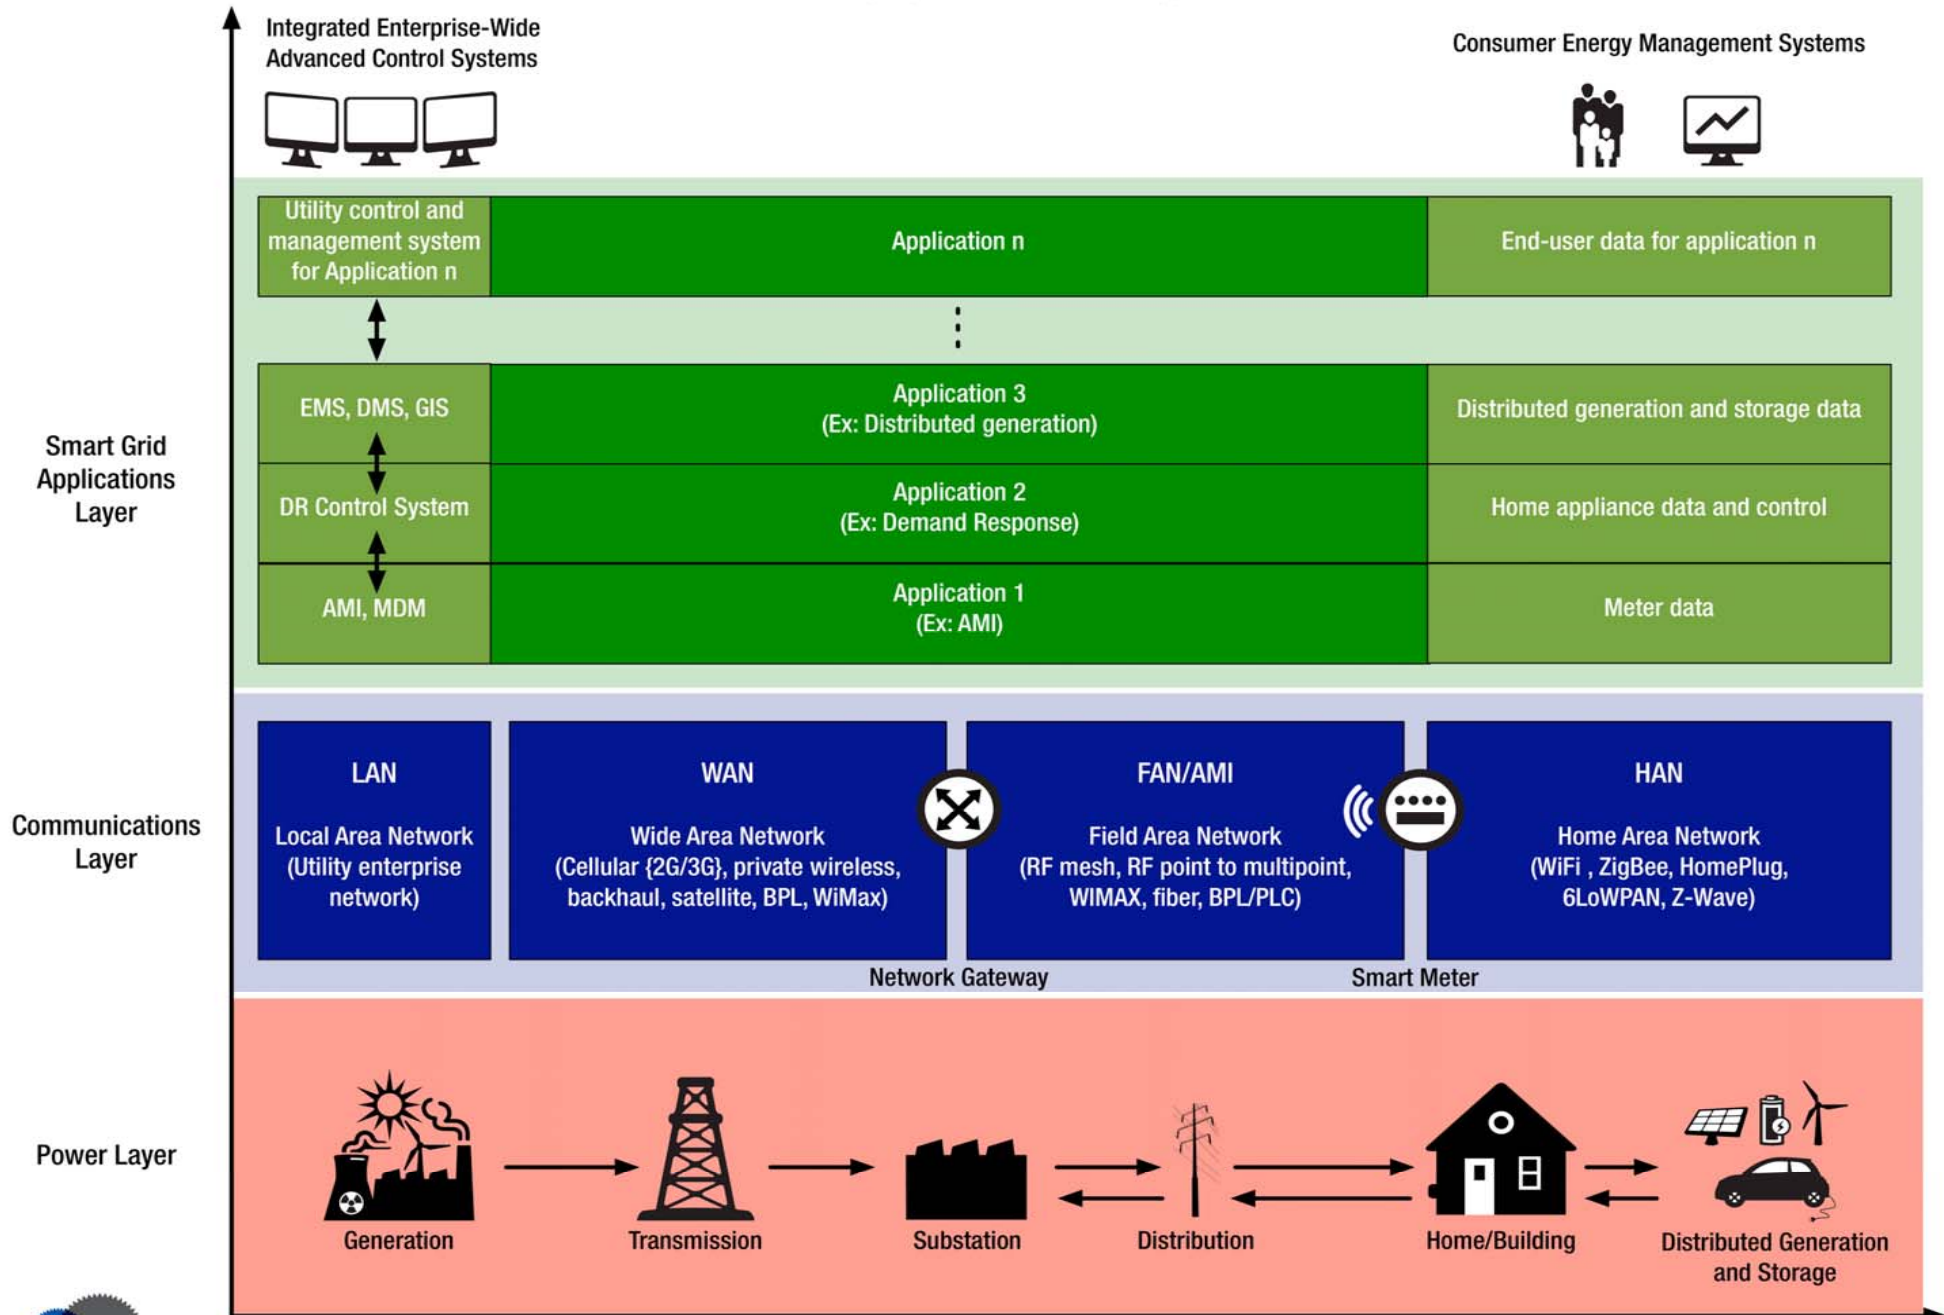 Integrated Enterprise-Wide
Advanced Control Systems
Consumer Energy Management Systems
Smart Grid
Applications
Layer
Utility control and
management system
for Application n
Application n
End-user data for application n
EMS, DMS, GIS
Application 3
(Ex: Distributed generation)
Distributed generation and storage data
DR Control System
Application 2
(Ex: Demand Response)
Home appliance data and control
AMI, MDM
Application 1
(Ex: AMI)
Meter data
Communications
Layer
LAN
Local Area Network
(Utility enterprise
network)
WAN
Wide Area Network
(Cellular {2G/3G}, private wireless,
backhaul, satellite, BPL, WiMax)
FAN/AMI
Field Area Network
(RF mesh, RF point to multipoint,
WIMAX, fiber, BPL/PLC)
HAN
Home Area Network
(WiFi , ZigBee, HomePlug,
6LoWPAN, Z-Wave)
Network Gateway
Smart Meter
Power Layer
Generation
Transmission
Substation
Distribution
Home/Building
Distributed Generation
and Storage